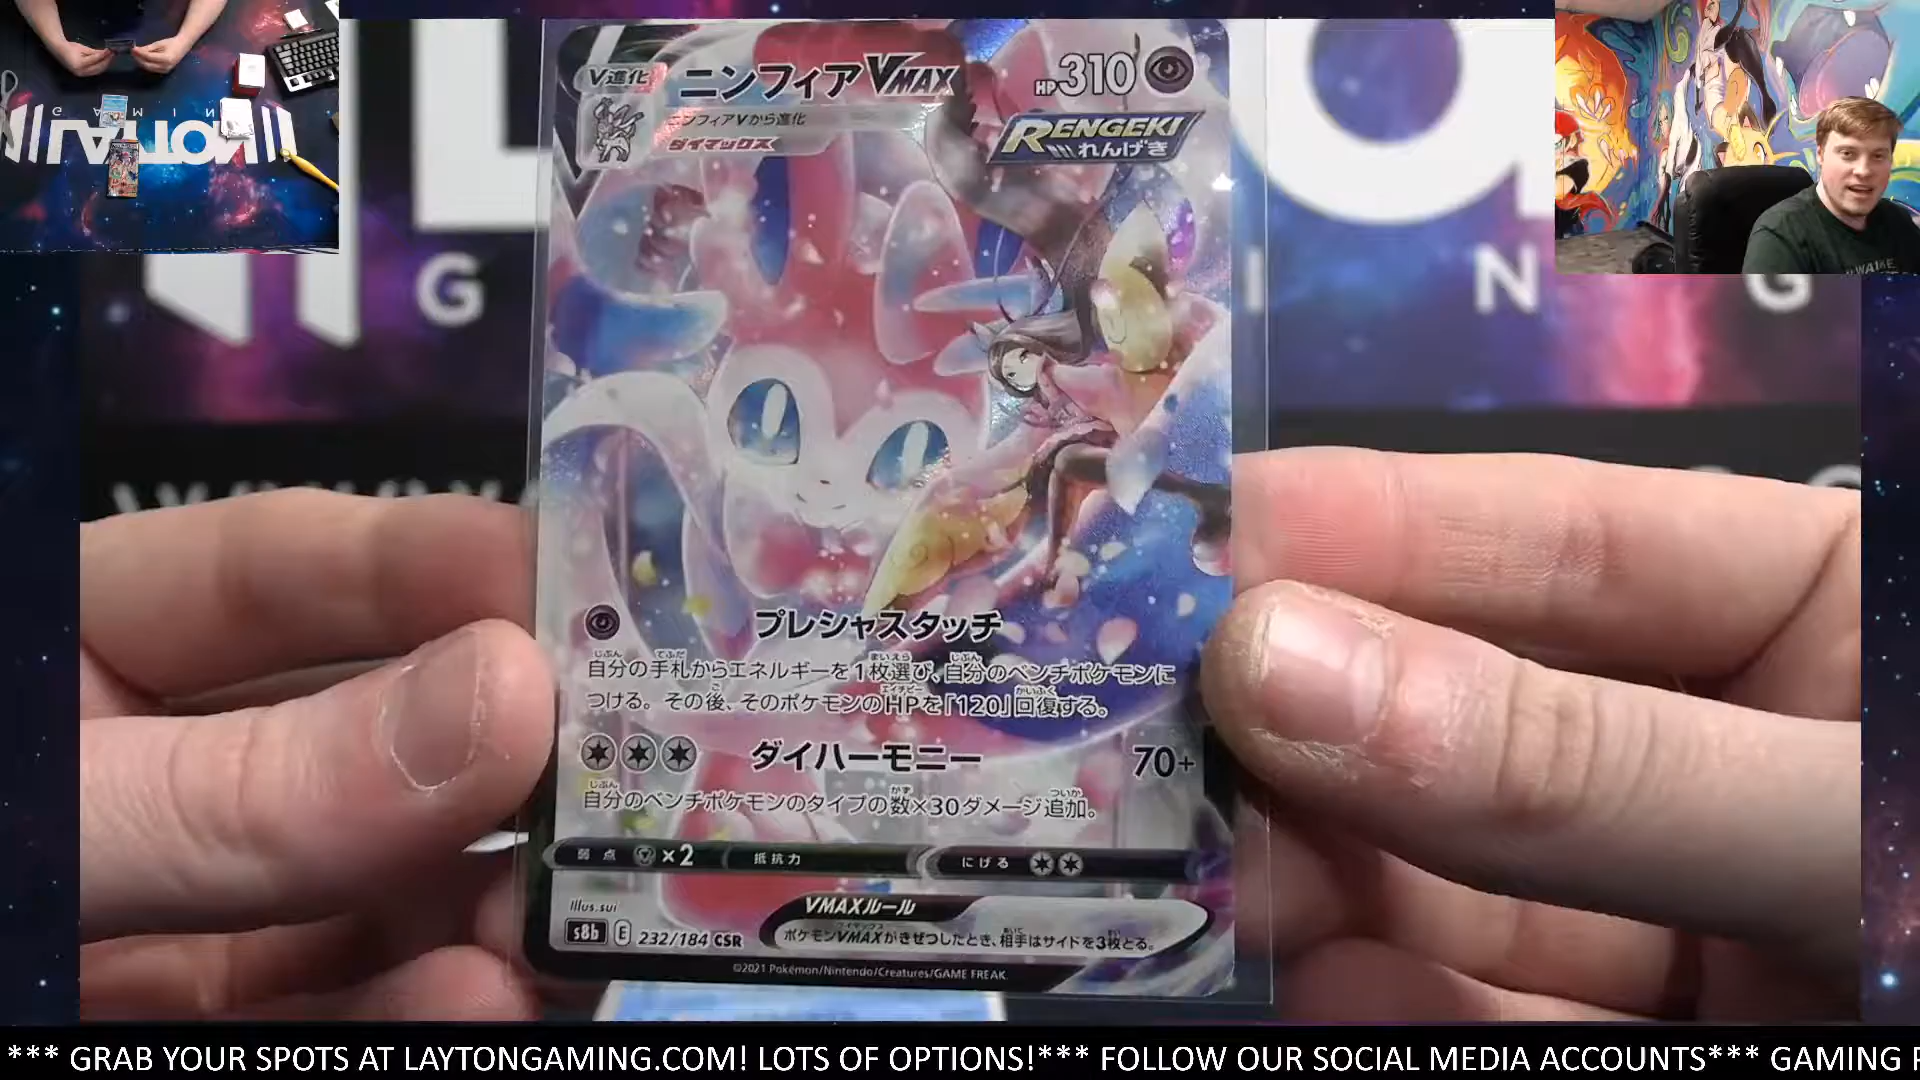 V進化
ニンフィアVMAX
HP310
ニンフィアVから進化
ダイマックス
RENGEKI
れんげき
G
I
N
G
プレシャスタッチ
自分の手札からエネルギーを1枚選び、自分のベンチポケモンに
つける。その後、そのポケモンのHPを「120」回復する。
ダイハーモニー 70+
自分のベンチポケモンのタイプの数×30ダメージ追加。
弱点 ×2 抵抗力 にげる
Illus.sui
VMAXルール
ポケモンVMAXがきぜつしたとき、相手はサイドを3枚とる。
s8b E 232/184 CSR
©2021 Pokémon/Nintendo/Creatures/GAME FREAK
*** GRAB YOUR SPOTS AT LAYTONGAMING.COM! LOTS OF OPTIONS!*** FOLLOW OUR SOCIAL MEDIA ACCOUNTS*** GAMING